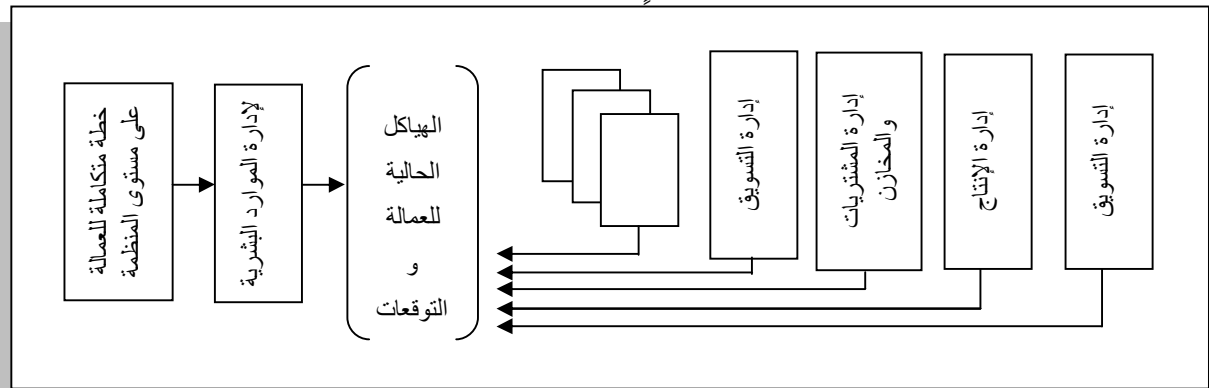 إدارة التسويق
إدارة الإنتاج
إدارة المشتريات
والمخازن
إدارة التسويق
الهياكل
الحالية
للعمالة
و
التوقعات
لإدارة الموارد البشرية
خطة متكاملة للعمالة
على مستوى المنظمة